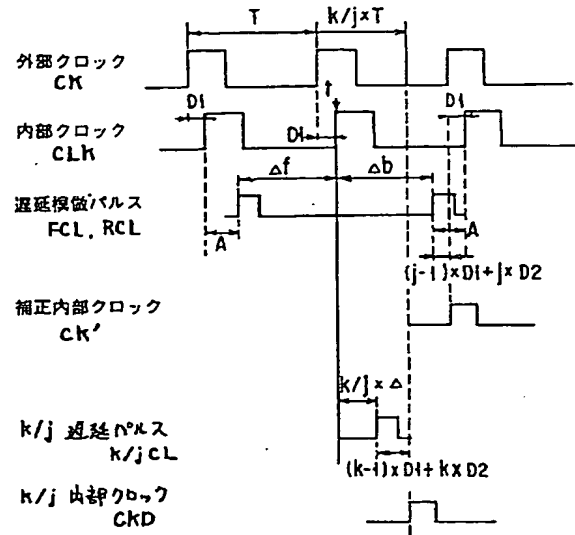 T
k/j×T
外部クロック
CK
t
D1
D1
D1
内部クロック
CLK
△f
△b
遅延模倣パルス
FCL, RCL
A
A
(j-1)×D1+j×D2
補正内部クロック
CK'
k/j×△
k/j 遅延パルス
k/jCL
(k-1)×D1+k×D2
k/j 内部クロック
CKD